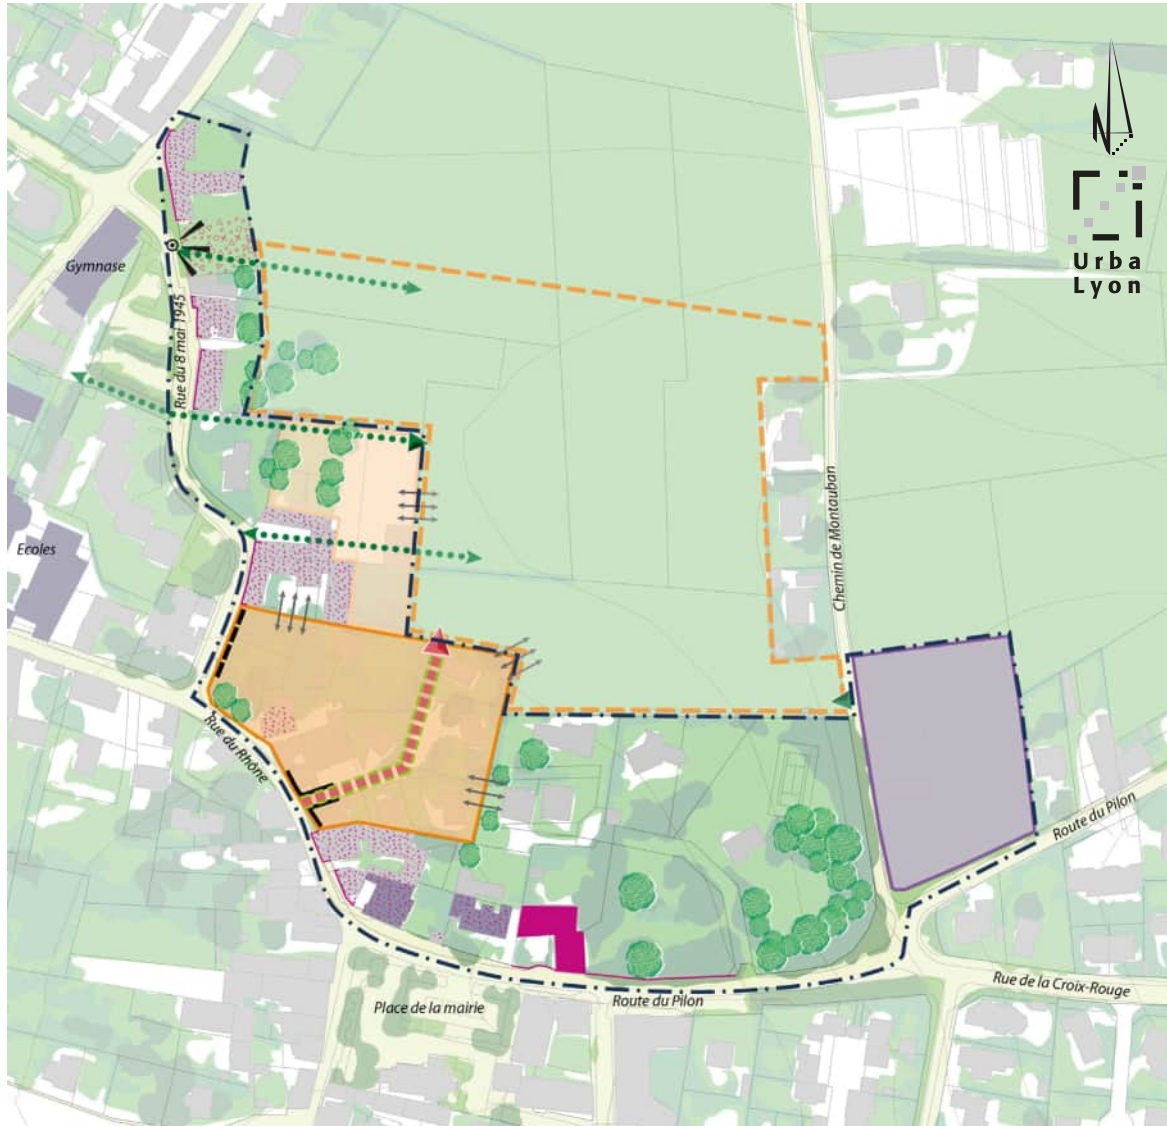 N
Urba
Lyon
Gymnase
Rue du 8 mai 1945
Ecoles
Chemin de Montauban
Rue du Rhône
Route du Pilon
Place de la mairie
Route du Pilon
Rue de la Croix-Rouge